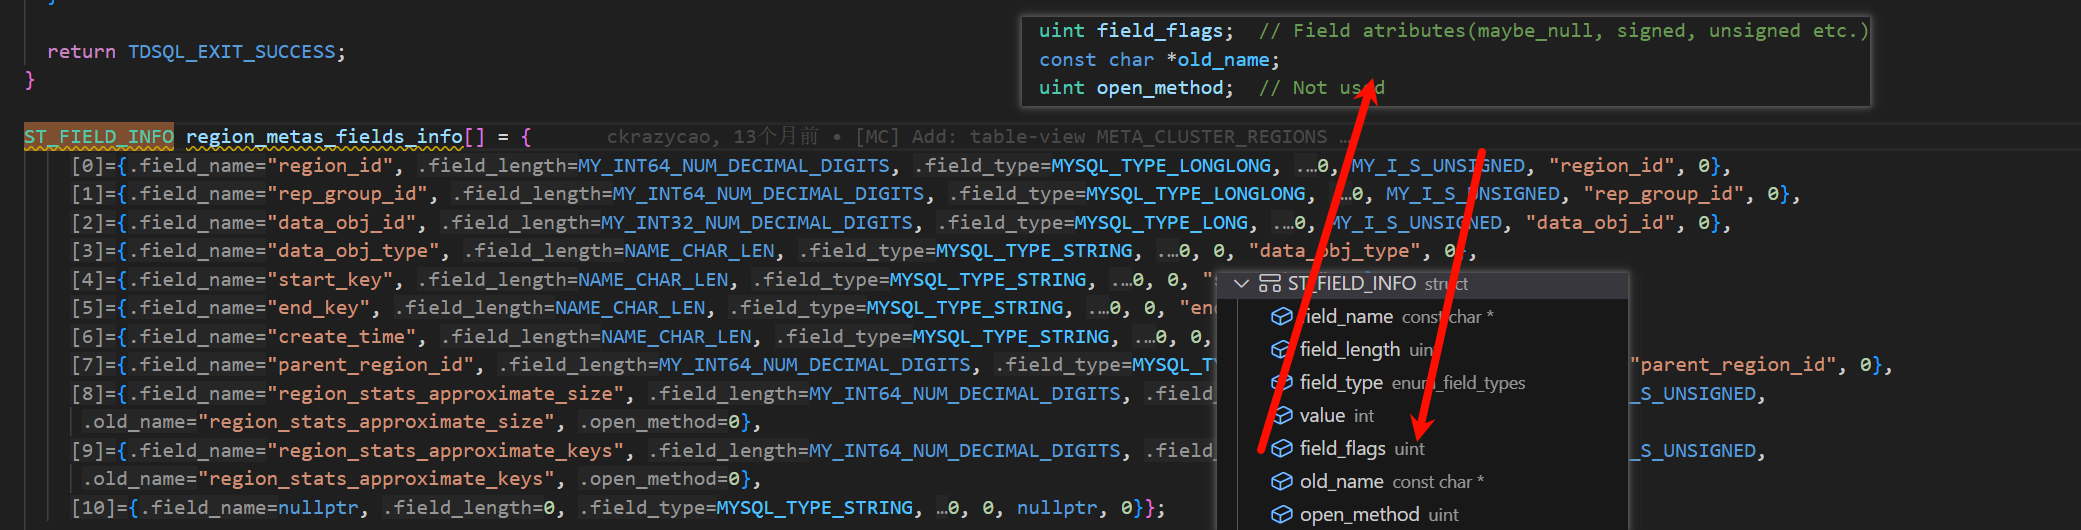 }
return TDSQL_EXIT_SUCCESS;
}
uint field_flags;  // Field atributes(maybe_null, signed, unsigned etc.)
const char *old_name;
uint open_method;  // Not used
ST_FIELD_INFO region_metas_fields_info[] = {       ckrazycao, 13个月前 • [MC] Add: table-view META_CLUSTER_REGIONS …
[0]={.field_name="region_id", .field_length=MY_INT64_NUM_DECIMAL_DIGITS, .field_type=MYSQL_TYPE_LONGLONG, .…0, MY_I_S_UNSIGNED, "region_id", 0},
[1]={.field_name="rep_group_id", .field_length=MY_INT64_NUM_DECIMAL_DIGITS, .field_type=MYSQL_TYPE_LONGLONG, .…0, MY_I_S_UNSIGNED, "rep_group_id", 0},
[2]={.field_name="data_obj_id", .field_length=MY_INT32_NUM_DECIMAL_DIGITS, .field_type=MYSQL_TYPE_LONG, .…0, MY_I_S_UNSIGNED, "data_obj_id", 0},
[3]={.field_name="data_obj_type", .field_length=NAME_CHAR_LEN, .field_type=MYSQL_TYPE_STRING, .…0, 0, "data_obj_type", 0},
[4]={.field_name="start_key", .field_length=NAME_CHAR_LEN, .field_type=MYSQL_TYPE_STRING, .…0, 0, "
[5]={.field_name="end_key", .field_length=NAME_CHAR_LEN, .field_type=MYSQL_TYPE_STRING, .…0, 0, "en
[6]={.field_name="create_time", .field_length=NAME_CHAR_LEN, .field_type=MYSQL_TYPE_STRING, .…0, 0,
[7]={.field_name="parent_region_id", .field_length=MY_INT64_NUM_DECIMAL_DIGITS, .field_type=MYSQL_T "parent_region_id", 0},
[8]={.field_name="region_stats_approximate_size", .field_length=MY_INT64_NUM_DECIMAL_DIGITS, .field _S_UNSIGNED,
.old_name="region_stats_approximate_size", .open_method=0},
[9]={.field_name="region_stats_approximate_keys", .field_length=MY_INT64_NUM_DECIMAL_DIGITS, .field _S_UNSIGNED,
.old_name="region_stats_approximate_keys", .open_method=0},
[10]={.field_name=nullptr, .field_length=0, .field_type=MYSQL_TYPE_STRING, …0, 0, nullptr, 0}};
ST_FIELD_INFO struct
field_name const char *
field_length uint
field_type enum_field_types
value int
field_flags uint
old_name const char *
open_method uint